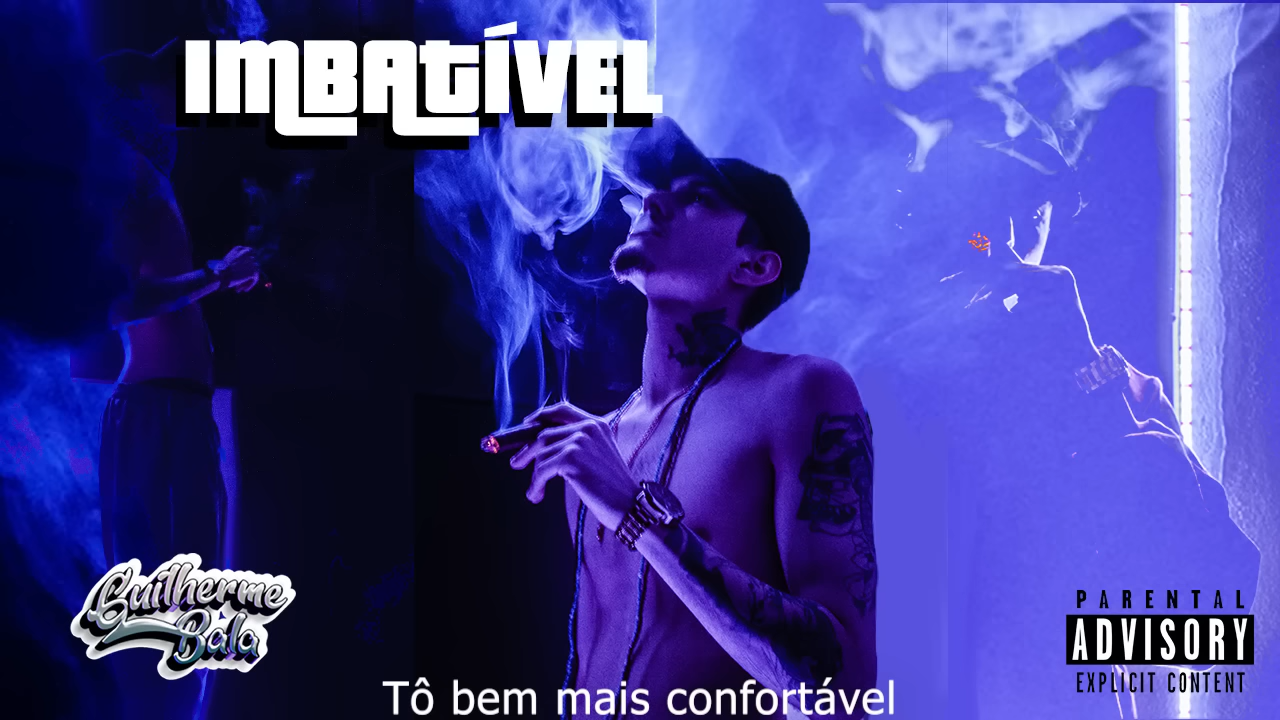 IMBATÍVEL
Guilherme
Bala
PARENTAL
ADVISORY
EXPLICIT CONTENT
Tô bem mais confortável